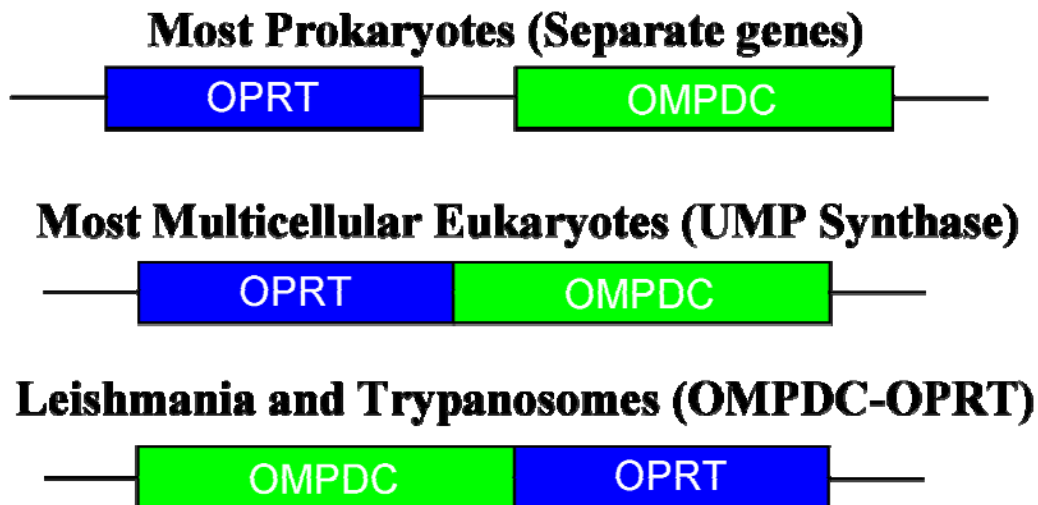 Most Prokaryotes (Separate genes)
OPRT OMPDC
Most Multicellular Eukaryotes (UMP Synthase)
OPRT OMPDC
Leishmania and Trypanosomes (OMPDC-OPRT)
OMPDC OPRT